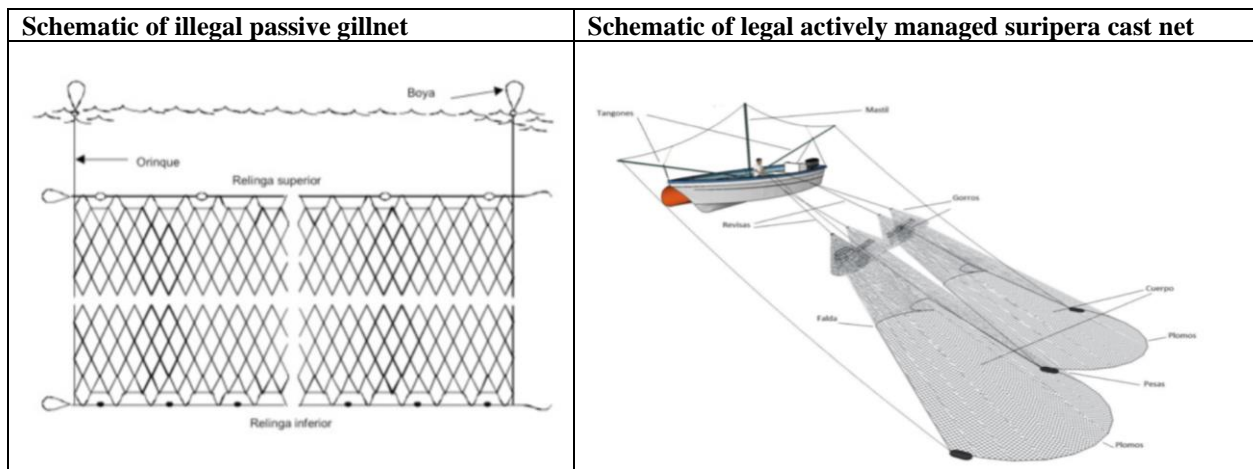 Schematic of illegal passive gillnet
Schematic of legal actively managed suripera cast net
Boya
Orinque
Relinga superior
Relinga inferior
Mastil
Tangones
Gorros
Revisas
Cuerpo
Falda
Plomos
Pesas
Plomos